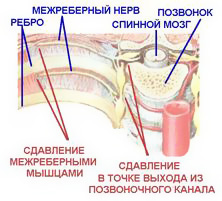 МЕЖРЕБЕРНЫЙ НЕРВ
ПОЗВОНОК
РЕБРО
СПИННОЙ МОЗГ
СДАВЛЕНИЕ
МЕЖРЕБЕРНЫМИ
МЫШЦАМИ
СДАВЛЕНИЕ
В ТОЧКЕ ВЫХОДА ИЗ
ПОЗВОНОЧНОГО КАНАЛА